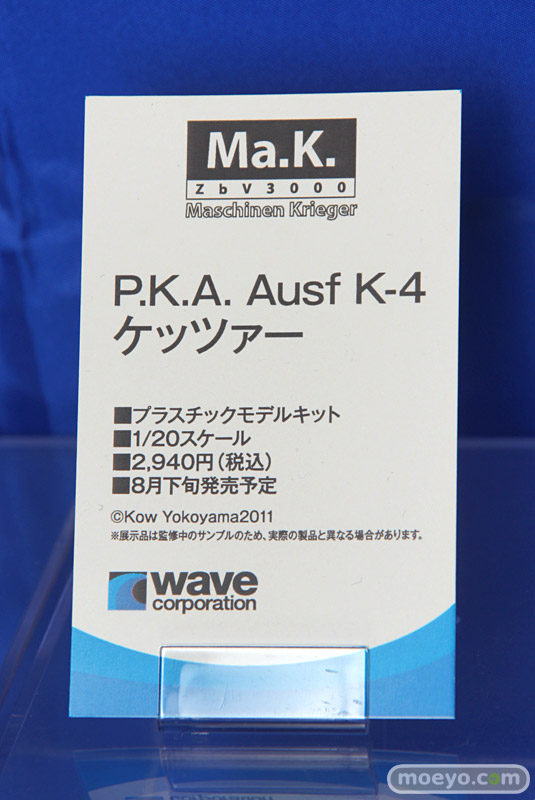 Ma.K.
ZbV3000
Maschinen Krieger
P.K.A. Ausf K-4
ケッツァー
■プラスチックモデルキット
■1/20スケール
■2,940円(税込)
■8月下旬発売予定
©Kow Yokoyama2011
※展示品は監修中のサンプルのため、実際の製品と異なる場合があります。
wave
corporation
moeyo.com